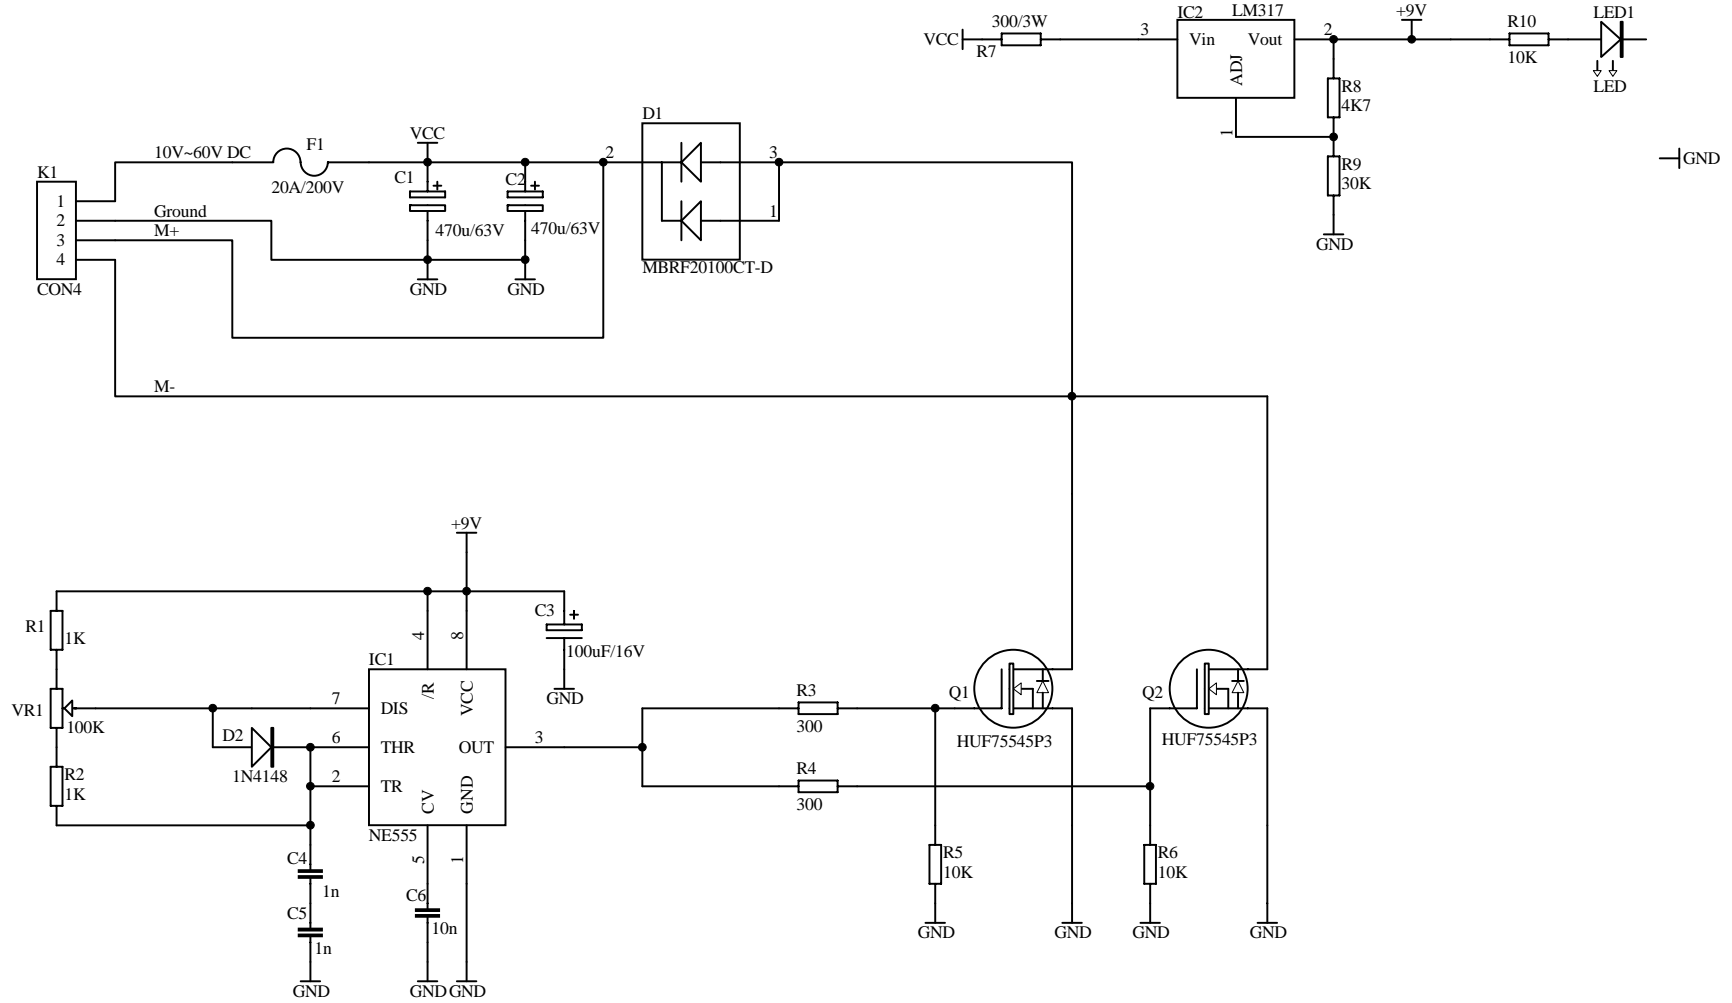 300/3W
VCC
R7
3
IC2
LM317
Vin
Vout
ADJ
2
1
+9V
R10
10K
LED1
LED
R8
4K7
R9
30K
GND
GND
K1
1
2
3
4
CON4
10V~60V DC
F1
20A/200V
Ground
M+
M-
VCC
C1
+
470u/63V
GND
C2
+
470u/63V
GND
2
D1
3
1
MBRF20100CT-D
+9V
R1
1K
VR1
100K
R2
1K
D2
1N4148
IC1
4
8
/R
VCC
7
DIS
6
THR
2
TR
OUT
3
CV
GND
NE555
5
1
C3
+
100uF/16V
GND
C4
1n
C5
1n
GND
C6
10n
GND
GND
R3
300
R4
300
Q1
HUF75545P3
Q2
HUF75545P3
R5
10K
GND
GND
R6
10K
GND
GND